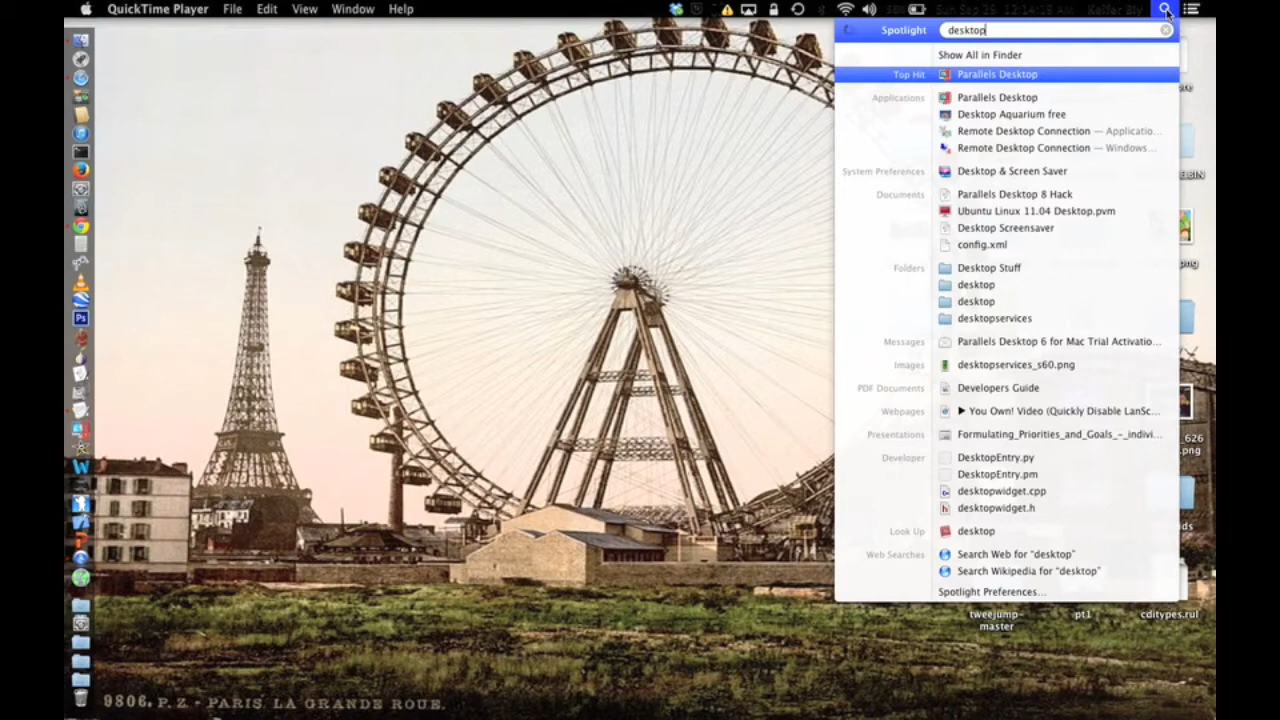 QuickTime Player File Edit View Window Help
Spotlight desktop
Show All in Finder
Top Hit Parallels Desktop
Applications Parallels Desktop
Desktop Aquarium free
Remote Desktop Connection — Applicatio...
Remote Desktop Connection — Windows...
System Preferences Desktop & Screen Saver
Documents Parallels Desktop 8 Hack
Ubuntu Linux 11.04 Desktop.pvm
Desktop Screensaver
config.xml
Folders Desktop Stuff
desktop
desktop
desktopservices
Messages Parallels Desktop 6 for Mac Trial Activatio...
Images desktopservices_s60.png
PDF Documents Developers Guide
Webpages ▶ You Own! Video (Quickly Disable LanSc...
Presentations Formulating_Priorities_and_Goals_-_indivi...
Developer DesktopEntry.py
DesktopEntry.pm
desktopwidget.cpp
desktopwidget.h
Look Up desktop
Web Searches Search Web for "desktop"
Search Wikipedia for "desktop"
Spotlight Preferences...
_626
.png
tweejump-
master
pt1
cditypes.rul
Ps
W
9806. P. Z. - PARIS. LA GRANDE ROUE.